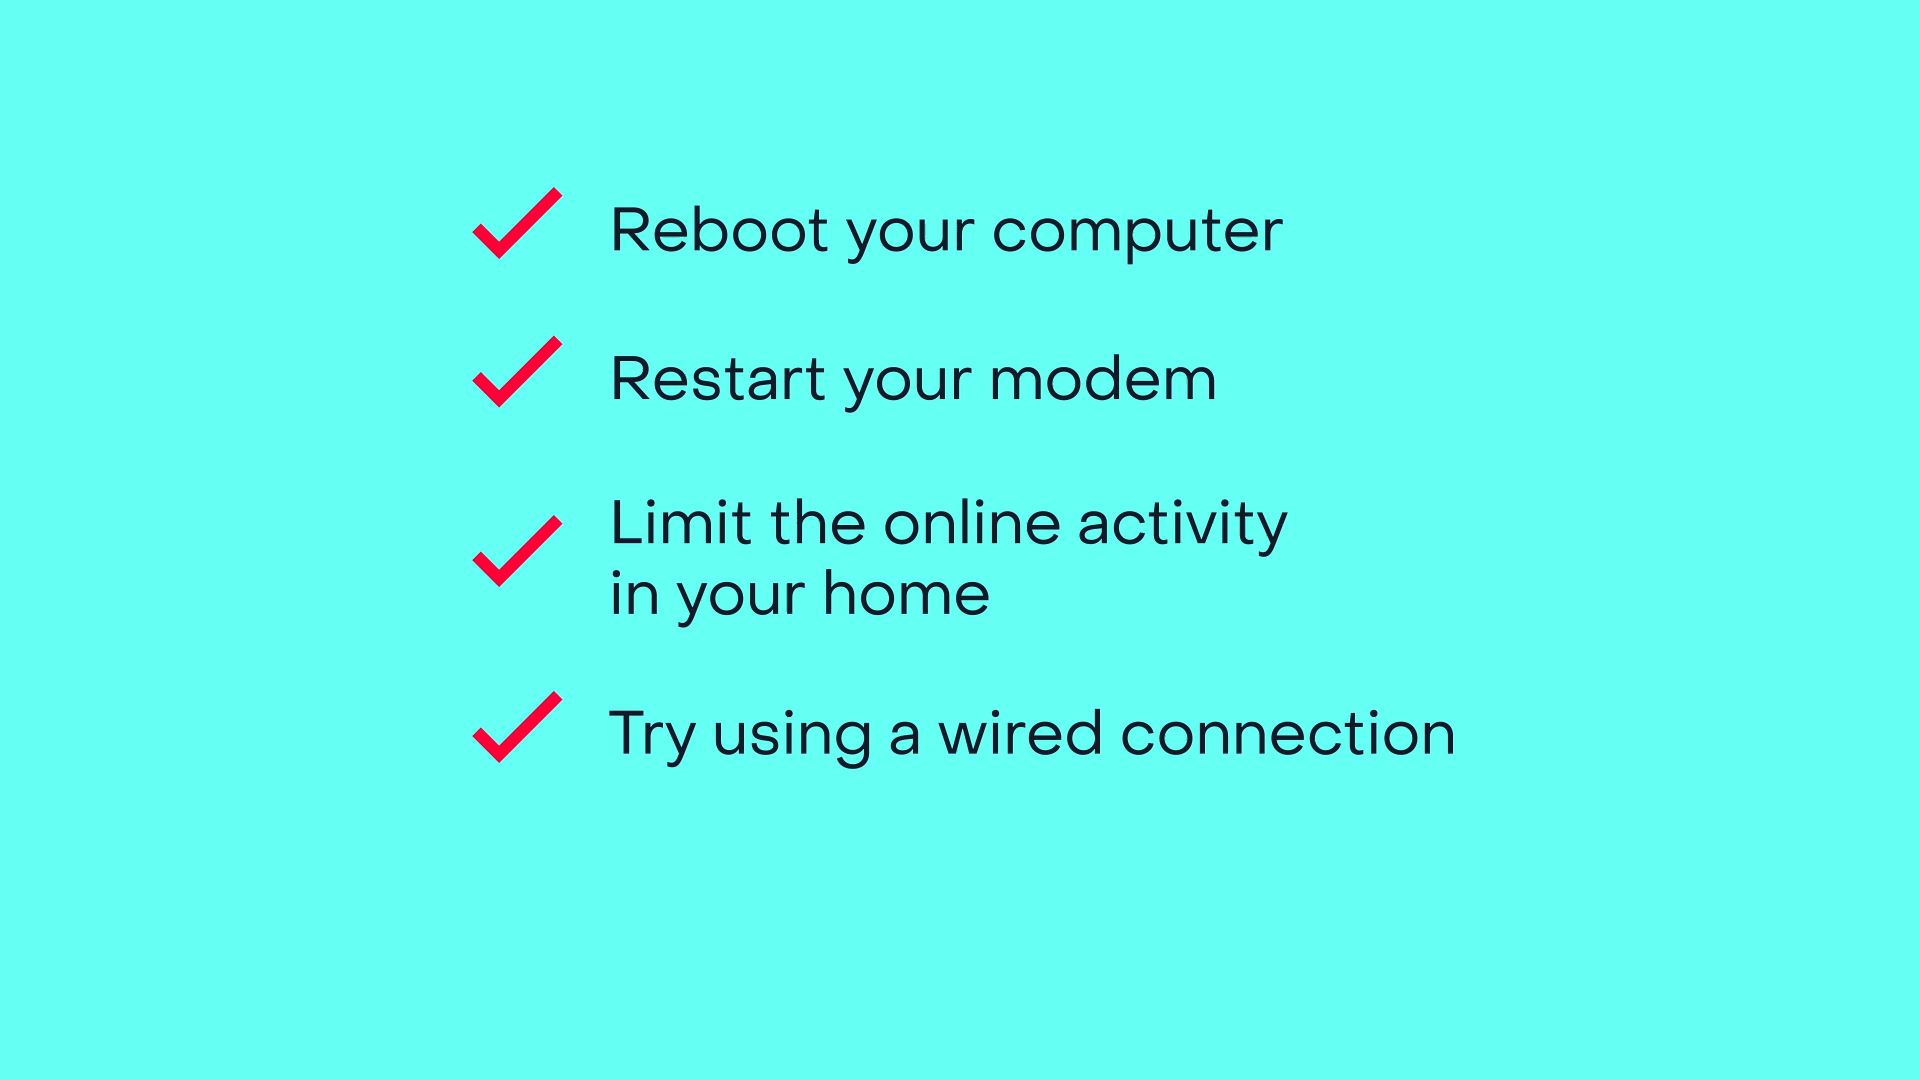 Reboot your computer
Restart your modem
Limit the online activity
in your home
Try using a wired connection